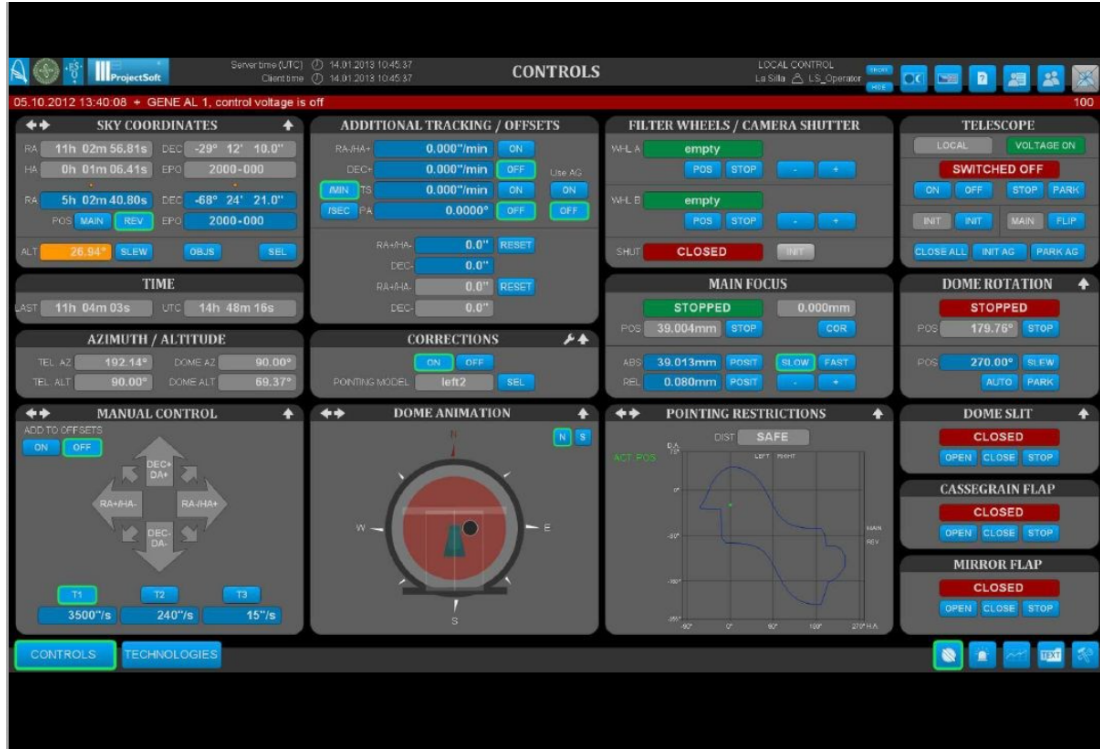 ProjectSoft
Server time (UTC) 14.01.2013 10:45:37
Client time 14.01.2013 10:45:37
CONTROLS
LOCAL CONTROL
La Silla LS_Operator
HIDE
05.10.2012 13:40:08 + GENE AL 1, control voltage is off 100
SKY COORDINATES
RA 11h 02m 56.81s DEC -29° 12' 10.0"
HA 0h 01m 06.41s EPO 2000-000
RA 5h 02m 40.80s DEC -68° 24' 21.0"
POS MAIN REV EPO 2000-000
ALT 26.94° SLEW OBJS SEL
TIME
LAST 11h 04m 03s UTC 14h 48m 16s
AZIMUTH / ALTITUDE
TEL. AZ 192.14° DOME AZ 90.00°
TEL. ALT 90.00° DOME ALT 69.37°
ADDITIONAL TRACKING / OFFSETS
RA-/HA+ 0.000"/min ON
DEC+ 0.000"/min OFF Use AG
/MIN TS 0.000"/min ON ON
/SEC PA 0.0000° OFF OFF
RA+/HA- 0.0" RESET
DEC- 0.0"
RA+/HA- 0.0" RESET
DEC- 0.0"
CORRECTIONS
ON OFF
POINTING MODEL left2 SEL
FILTER WHEELS / CAMERA SHUTTER
WHL A empty
POS STOP - +
WHL B empty
POS STOP - +
SHUT CLOSED INIT
MAIN FOCUS
STOPPED 0.000mm
POS 39.004mm STOP COR
ABS 39.013mm POSIT SLOW FAST
REL 0.080mm POSIT - +
TELESCOPE
LOCAL VOLTAGE ON
SWITCHED OFF
ON OFF STOP PARK
INIT INIT MAIN FLIP
CLOSE ALL INIT AG PARK AG
DOME ROTATION
STOPPED
POS 179.76° STOP
POS 270.00° SLEW
AUTO PARK
MANUAL CONTROL
ADD TO OFFSETS
ON OFF
DEC+
DA+
RA+/HA- RA-/HA+
DEC-
DA-
T1 T2 T3
3500"/s 240"/s 15"/s
DOME ANIMATION
N S
N
W E
S
POINTING RESTRICTIONS
DIST SAFE
ACT. POS.
D.A.
LEFT RIGHT
0°
MAIN
REV
0° 270° H.A.
DOME SLIT
CLOSED
OPEN CLOSE STOP
CASSEGRAIN FLAP
CLOSED
OPEN CLOSE STOP
MIRROR FLAP
CLOSED
OPEN CLOSE STOP
CONTROLS TECHNOLOGIES
TEXT